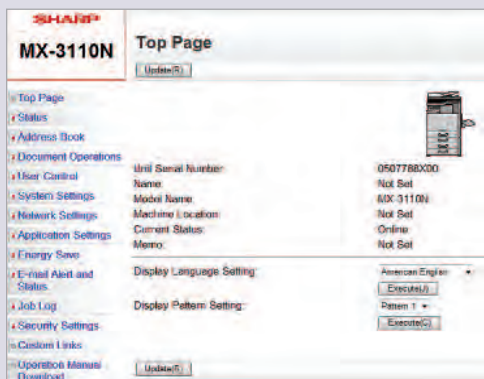 SHARP
MX-3110N
Top Page
Update(R)
Top Page
Status
Address Book
Document Operations
User Control
System Settings
Network Settings
Application Settings
Energy Save
E-mail Alert and
Status
Job Log
Security Settings
Custom Links
Operation Manual
Download
Unit Serial Number: 0507788X00
Name: Not Set
Model Name: MX-3110N
Machine Location: Not Set
Current Status: Online
Memo: Not Set
Display Language Setting: American English
Execute(J)
Display Pattern Setting: Pattern 1
Execute(C)
Update(R)